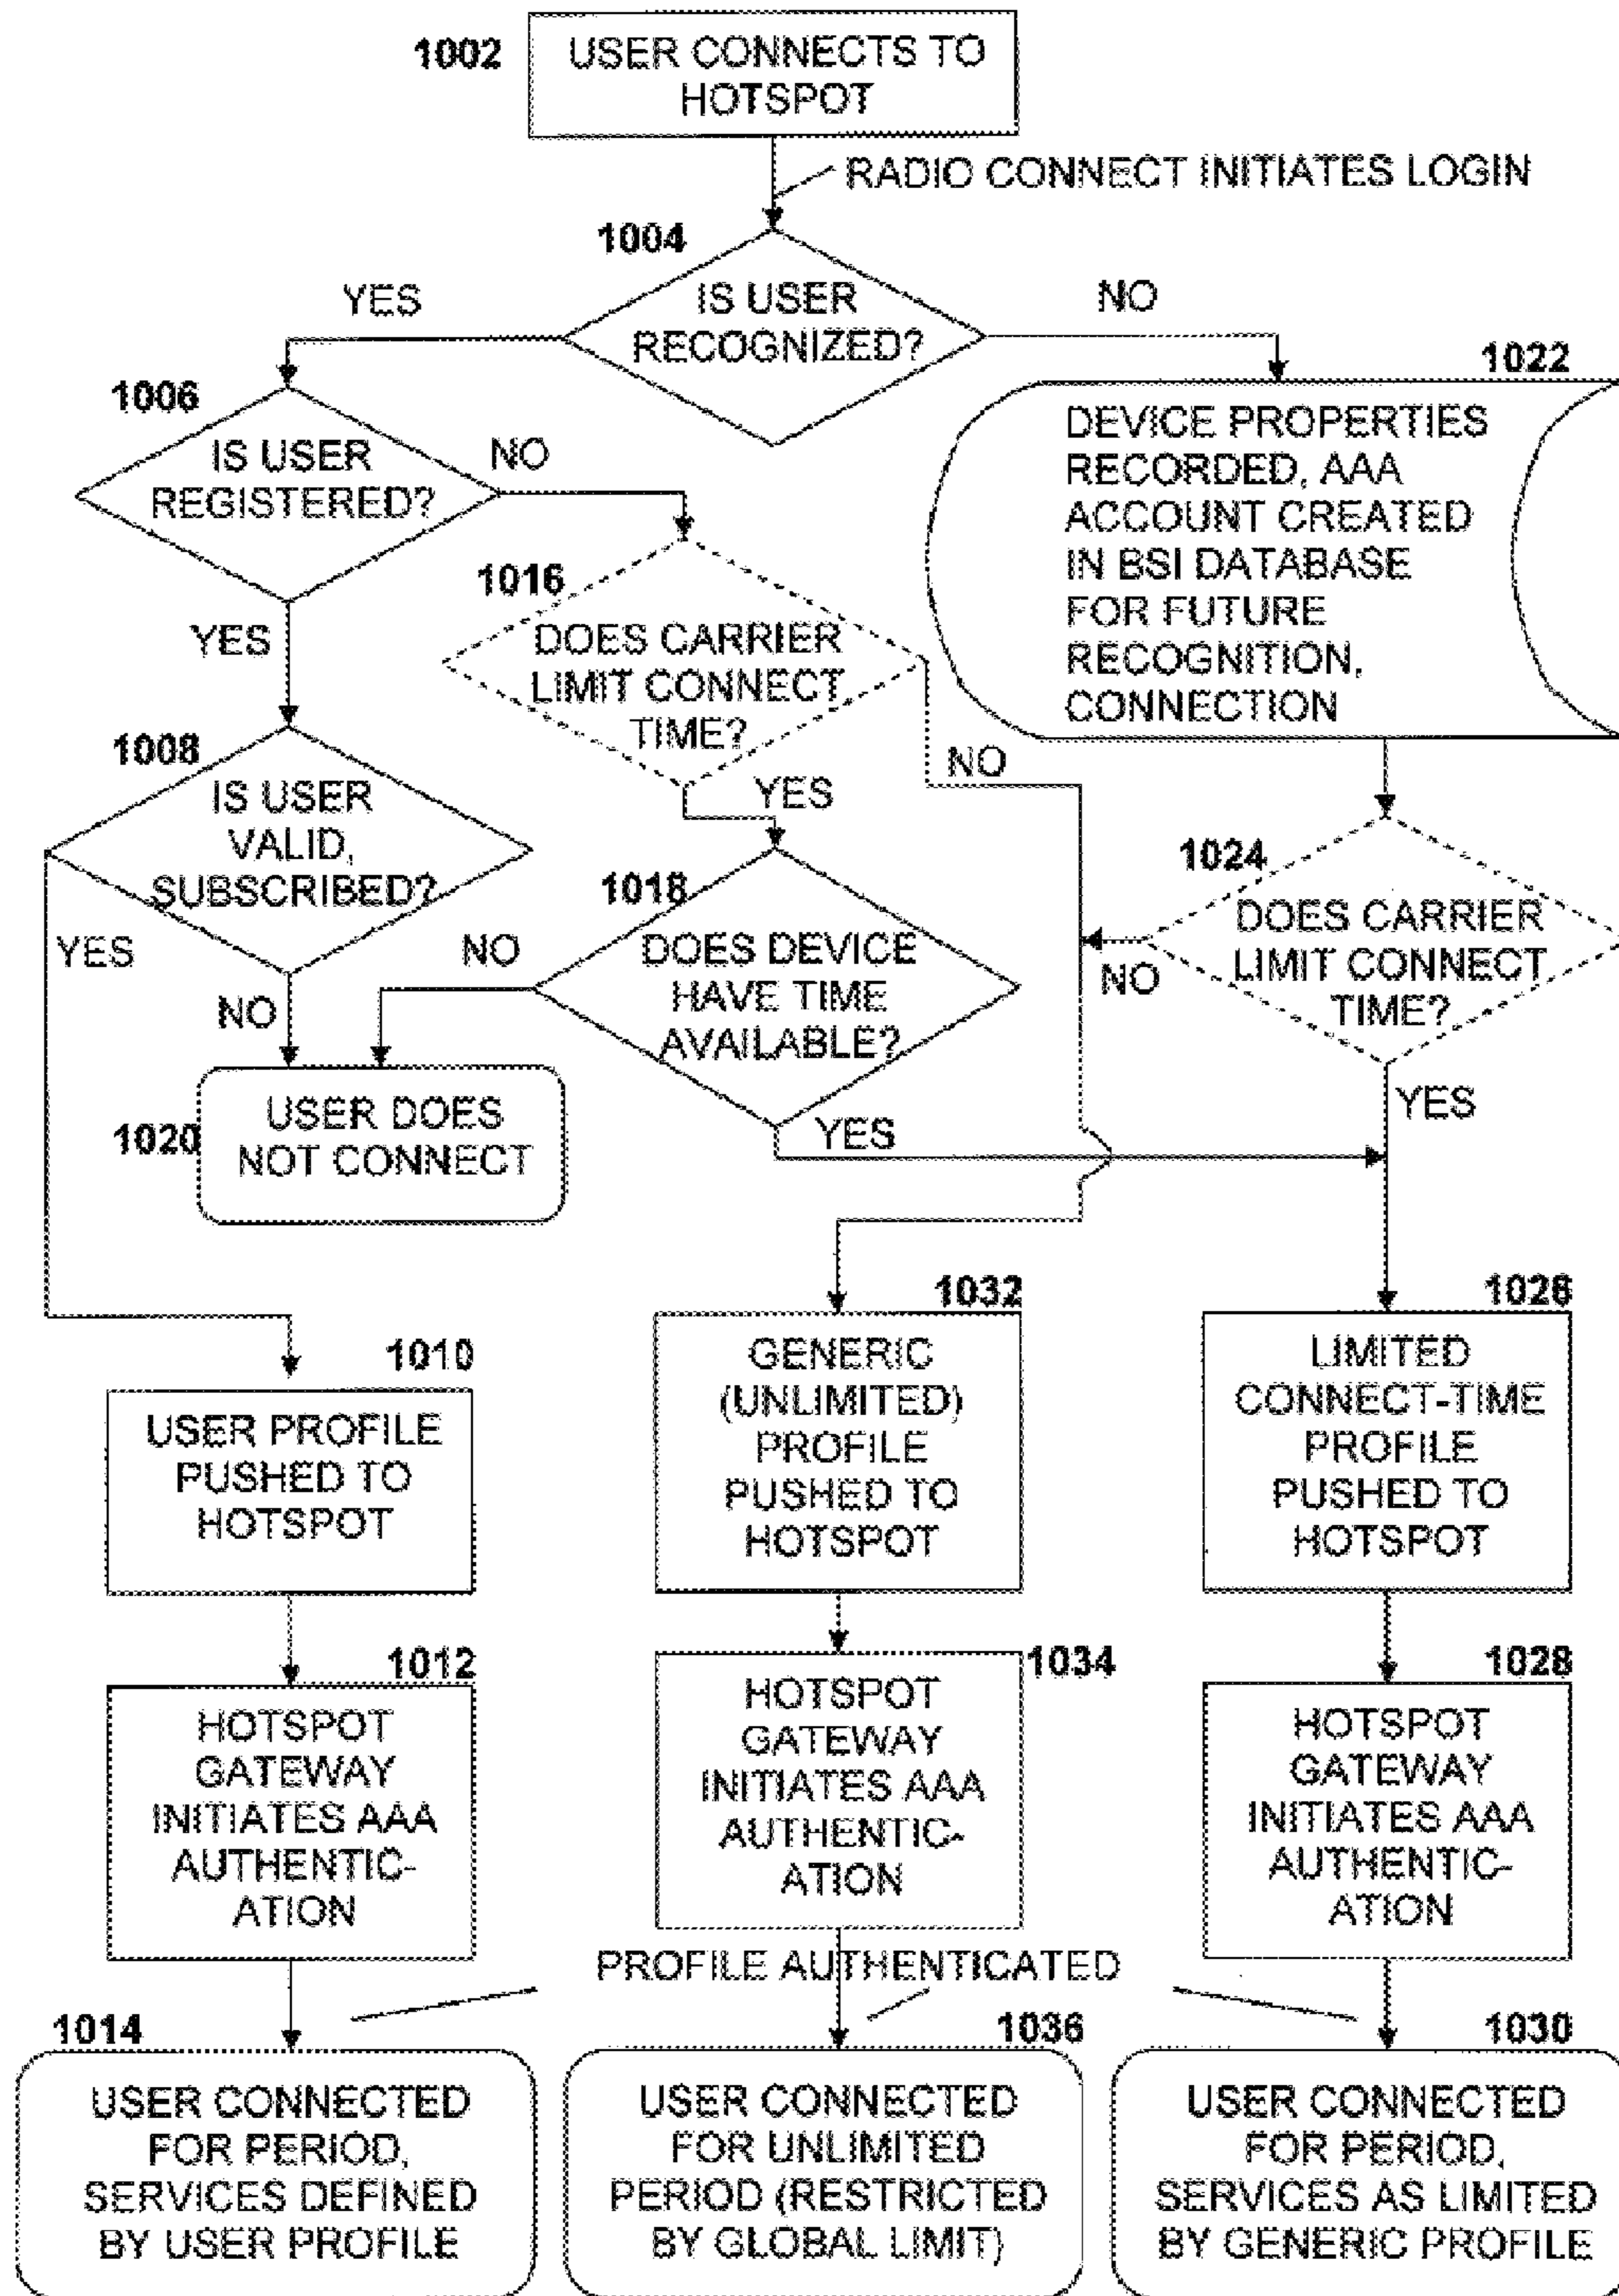 1002
USER CONNECTS TO
HOTSPOT
RADIO CONNECT INITIATES LOGIN
1004
IS USER
RECOGNIZED?
YES
NO
1006
IS USER
REGISTERED?
NO
YES
1022
DEVICE PROPERTIES
RECORDED, AAA
ACCOUNT CREATED
IN BSI DATABASE
FOR FUTURE
RECOGNITION,
CONNECTION
1016
DOES CARRIER
LIMIT CONNECT
TIME?
NO
YES
1008
IS USER
VALID,
SUBSCRIBED?
YES
NO
1018
DOES DEVICE
HAVE TIME
AVAILABLE?
NO
YES
1024
DOES CARRIER
LIMIT CONNECT
TIME?
NO
YES
1020
USER DOES
NOT CONNECT
1010
USER PROFILE
PUSHED TO
HOTSPOT
1032
GENERIC
(UNLIMITED)
PROFILE
PUSHED TO
HOTSPOT
1026
LIMITED
CONNECT-TIME
PROFILE
PUSHED TO
HOTSPOT
1012
HOTSPOT
GATEWAY
INITIATES AAA
AUTHENTIC-
ATION
1034
HOTSPOT
GATEWAY
INITIATES AAA
AUTHENTIC-
ATION
1028
HOTSPOT
GATEWAY
INITIATES AAA
AUTHENTIC-
ATION
PROFILE AUTHENTICATED
1014
USER CONNECTED
FOR PERIOD,
SERVICES DEFINED
BY USER PROFILE
1036
USER CONNECTED
FOR UNLIMITED
PERIOD (RESTRICTED
BY GLOBAL LIMIT)
1030
USER CONNECTED
FOR PERIOD,
SERVICES AS LIMITED
BY GENERIC PROFILE